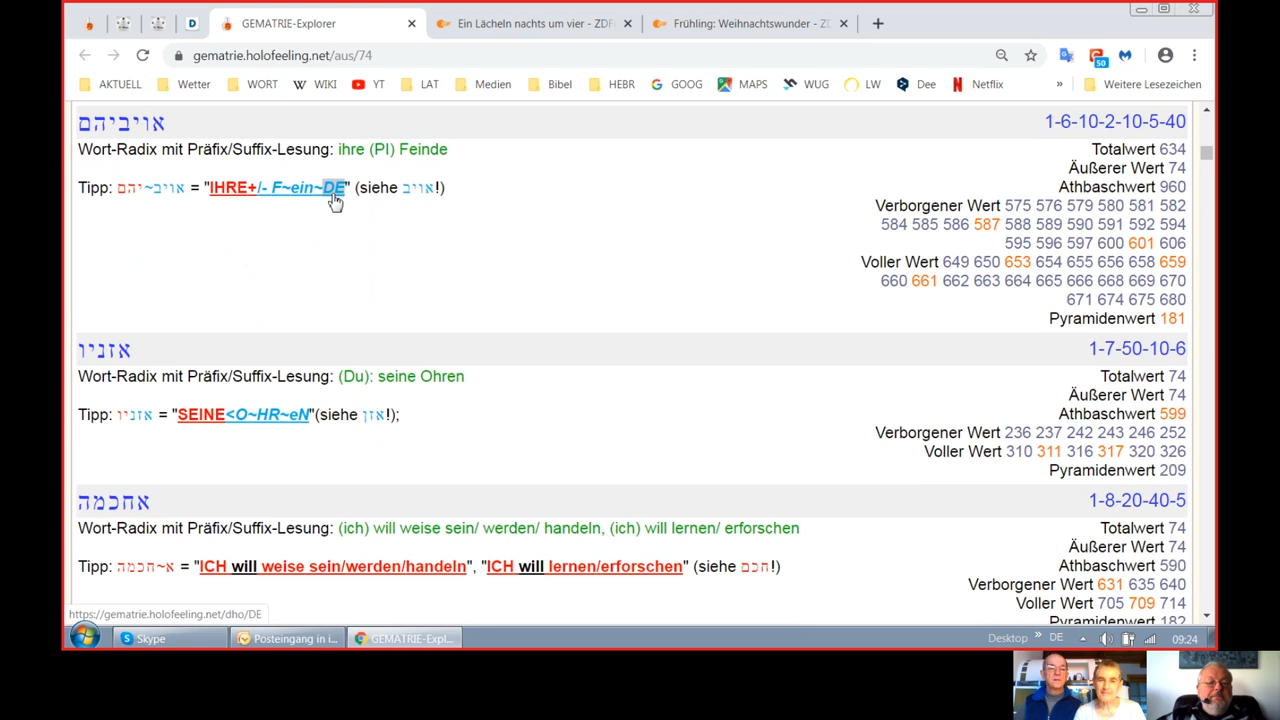 GEMATRIE-Explorer
Ein Lächeln nachts um vier - ZDF
Frühling: Weihnachtswunder - ZD
gematrie.holofeeling.net/aus/74
50
AKTUELL Wetter WORT WIKI YT LAT Medien Bibel HEBR GOOG MAPS WUG LW Dee Netflix » Weitere Lesezeichen
אויביהם 1-6-10-2-10-5-40
Wort-Radix mit Präfix/Suffix-Lesung: ihre (PI) Feinde
Tipp: אויב~יהם = "IHRE+/- F~ein~DE" (siehe אויב!)
Totalwert 634
Äußerer Wert 74
Athbaschwert 960
Verborgener Wert 575 576 579 580 581 582
584 585 586 587 588 589 590 591 592 594
595 596 597 600 601 606
Voller Wert 649 650 653 654 655 656 658 659
660 661 662 663 664 665 666 668 669 670
671 674 675 680
Pyramidenwert 181
אזניו 1-7-50-10-6
Wort-Radix mit Präfix/Suffix-Lesung: (Du): seine Ohren
Tipp: אזניו = "SEINE<O~HR~eN"(siehe אזן!);
Totalwert 74
Äußerer Wert 74
Athbaschwert 599
Verborgener Wert 236 237 242 243 246 252
Voller Wert 310 311 316 317 320 326
Pyramidenwert 209
אחכמה 1-8-20-40-5
Wort-Radix mit Präfix/Suffix-Lesung: (ich) will weise sein/ werden/ handeln, (ich) will lernen/ erforschen
Tipp: א~חכמה = "ICH will weise sein/werden/handeln", "ICH will lernen/erforschen" (siehe חכם!)
Totalwert 74
Äußerer Wert 74
Athbaschwert 590
Verborgener Wert 631 635 640
Voller Wert 705 709 714
Pyramidenwert 182
https://gematrie.holofeeling.net/dho/DE
Skype
Posteingang in i...
GEMATRIE-Expl...
Desktop » DE 09:24